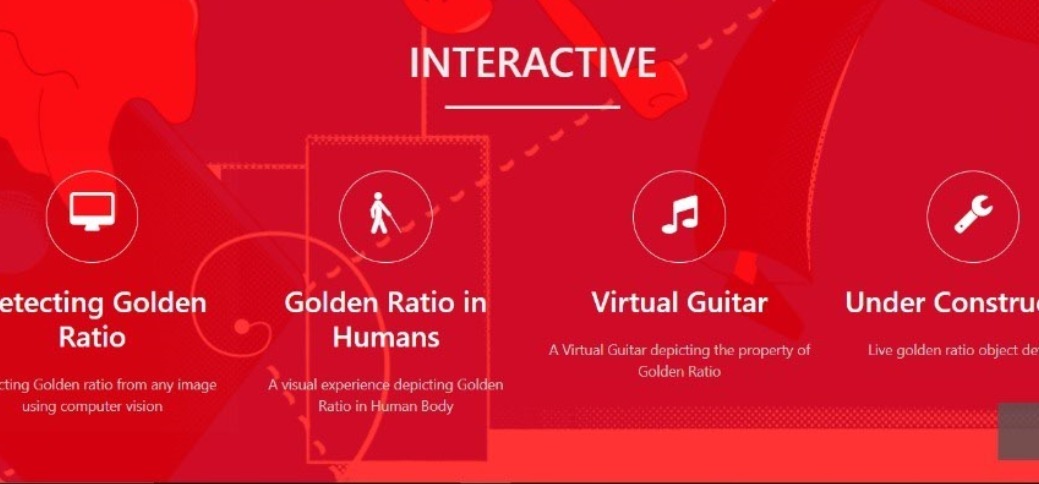 INTERACTIVE
etecting Golden
Ratio
cting Golden ratio from any image
using computer vision
Golden Ratio in
Humans
A visual experience depicting Golden
Ratio in Human Body
Virtual Guitar
A Virtual Guitar depicting the property of
Golden Ratio
Under Construc
Live golden ratio object de